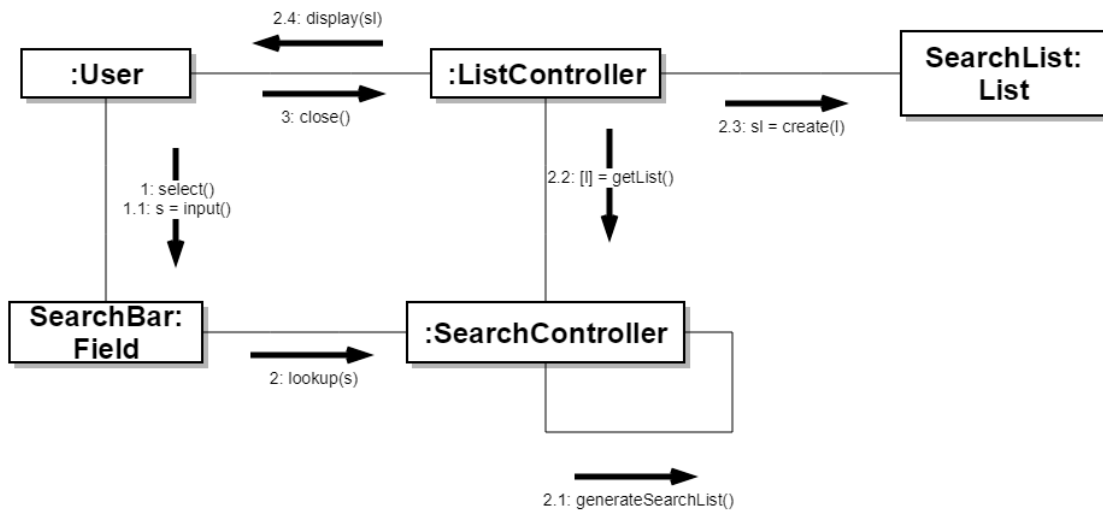 2.4: display(sl)
:User
:ListController
SearchList:
List
3: close()
2.3: sl = create(l)
1: select()
1.1: s = input()
2.2: [l] = getList()
SearchBar:
Field
:SearchController
2: lookup(s)
2.1: generateSearchList()